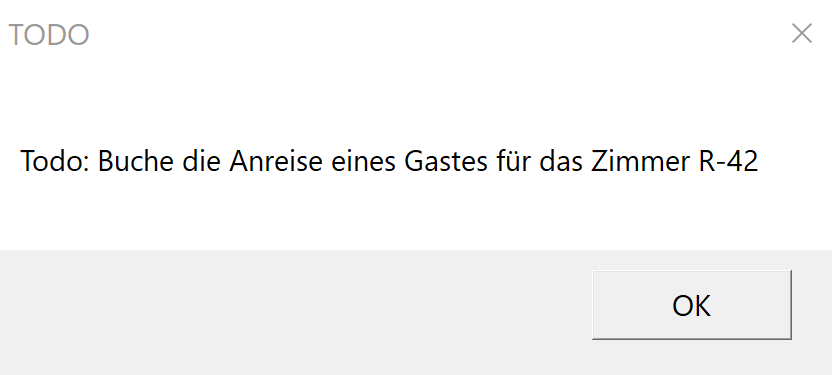 TODO
Todo: Buche die Anreise eines Gastes für das Zimmer R-42
OK